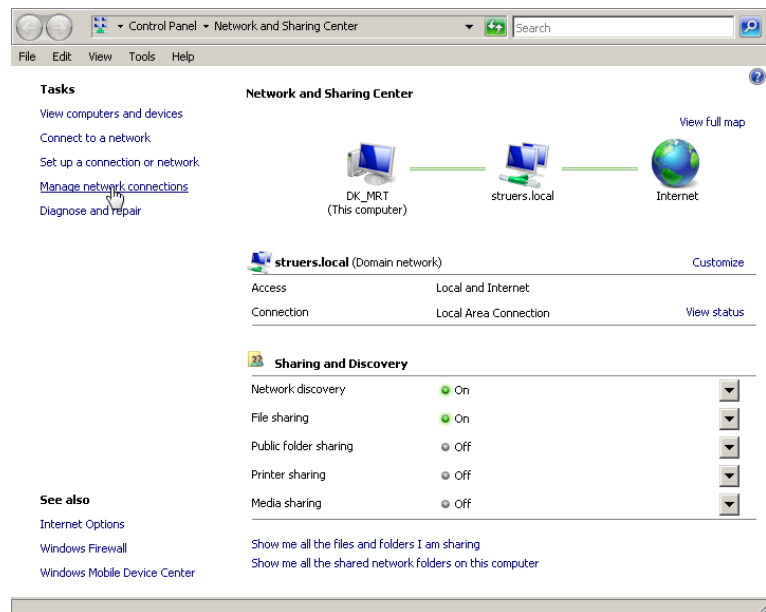 Control Panel Network and Sharing Center Search
File Edit View Tools Help
Tasks
View computers and devices
Connect to a network
Set up a connection or network
Manage network connections
Diagnose and repair
See also
Internet Options
Windows Firewall
Windows Mobile Device Center
Network and Sharing Center
View full map
DK_MRT
(This computer)
struers.local
Internet
struers.local (Domain network) Customize
Access Local and Internet
Connection Local Area Connection View status
Sharing and Discovery
Network discovery On
File sharing On
Public folder sharing Off
Printer sharing Off
Media sharing Off
Show me all the files and folders I am sharing
Show me all the shared network folders on this computer